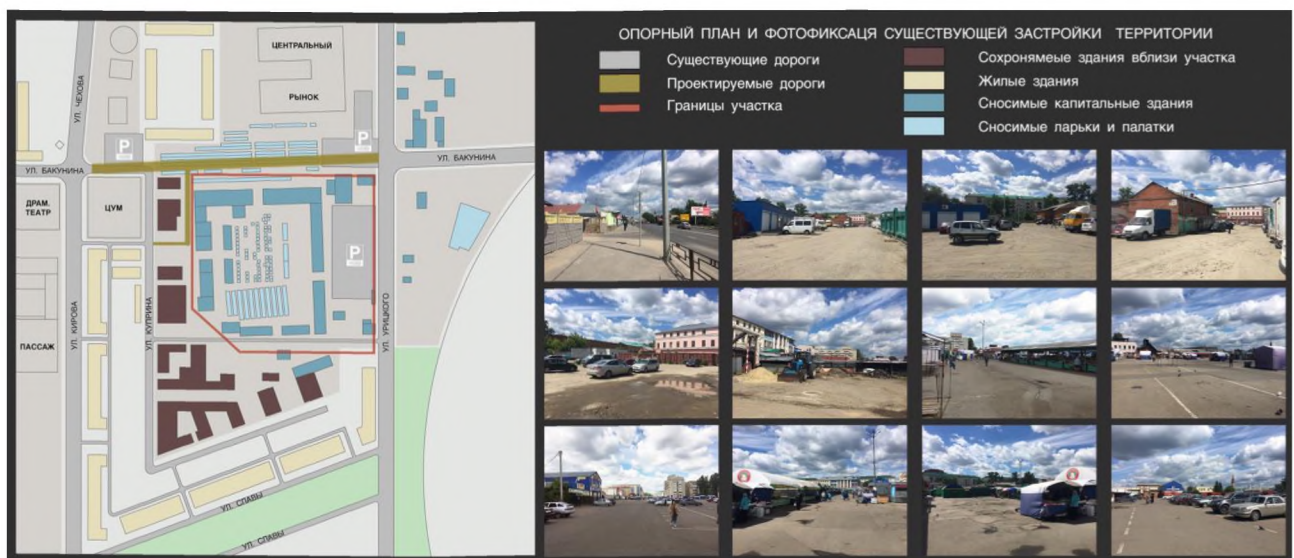 ОПОРНЫЙ ПЛАН И ФОТОФИКСАЦЯ СУЩЕСТВУЮЩЕЙ ЗАСТРОЙКИ ТЕРРИТОРИИ
Существующие дороги
Проектируемые дороги
Границы участка
Сохронямеые здания вблизи участка
Жилые здания
Сносимые капитальные здания
Сносимые ларьки и палатки
ЦЕНТРАЛЬНЫЙ
РЫНОК
УЛ. ЧЕХОВА
P
P
УЛ. БАКУНИНА
УЛ. БАКУНИНА
ДРАМ.
ТЕАТР
ЦУМ
P
УЛ. КИРОВА
УЛ. КУПРИНА
УЛ. УРИЦКОГО
ПАССАЖ
УЛ. СЛАВЫ
УЛ. СЛАВЫ